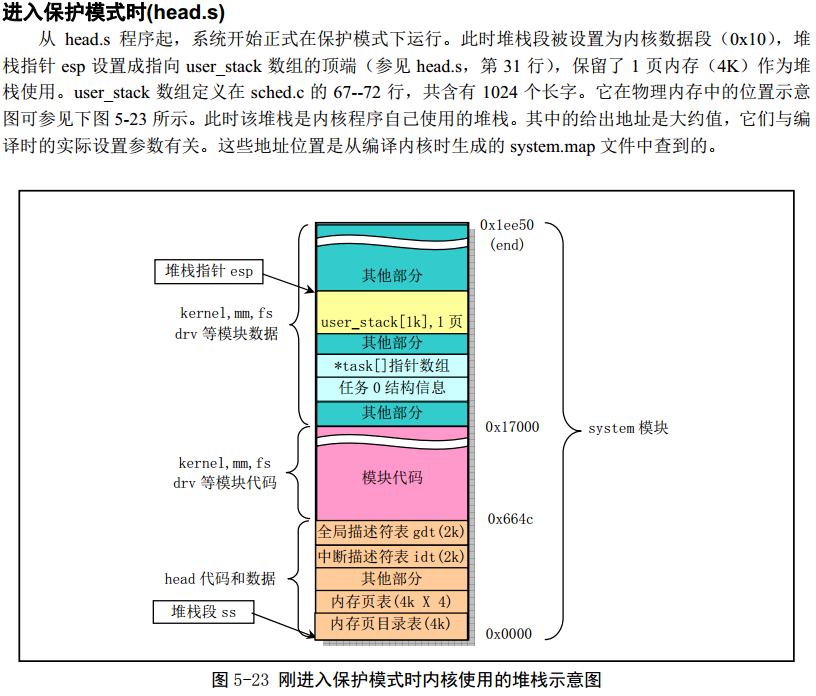 进入保护模式时(head.s)
从 head.s 程序起，系统开始正式在保护模式下运行。此时堆栈段被设置为内核数据段（0x10），堆
栈指针 esp 设置成指向 user_stack 数组的顶端（参见 head.s，第 31 行），保留了 1 页内存（4K）作为堆
栈使用。user_stack 数组定义在 sched.c 的 67--72 行，共含有 1024 个长字。它在物理内存中的位置示意
图可参见下图 5-23 所示。此时该堆栈是内核程序自己使用的堆栈。其中的给出地址是大约值，它们与编
译时的实际设置参数有关。这些地址位置是从编译内核时生成的 system.map 文件中查到的。
0x1ee50
(end)
堆栈指针 esp
其他部分
kernel,mm,fs
drv 等模块数据
user_stack[1k],1 页
其他部分
*task[]指针数组
任务 0 结构信息
其他部分
0x17000
system 模块
kernel,mm,fs
drv 等模块代码
模块代码
0x664c
全局描述符表 gdt(2k)
中断描述符表 idt(2k)
head 代码和数据
其他部分
内存页表(4k X 4)
堆栈段 ss
内存页目录表(4k)
0x0000
图 5-23 刚进入保护模式时内核使用的堆栈示意图